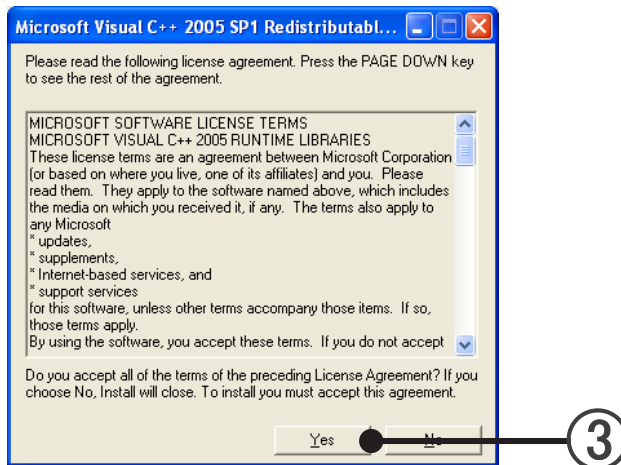 Microsoft Visual C++ 2005 SP1 Redistributabl...
Please read the following license agreement. Press the PAGE DOWN key
to see the rest of the agreement.
MICROSOFT SOFTWARE LICENSE TERMS
MICROSOFT VISUAL C++ 2005 RUNTIME LIBRARIES
These license terms are an agreement between Microsoft Corporation
(or based on where you live, one of its affiliates) and you.  Please
read them.  They apply to the software named above, which includes
the media on which you received it, if any.  The terms also apply to
any Microsoft
* updates,
* supplements,
* Internet-based services, and
* support services
for this software, unless other terms accompany those items.  If so,
those terms apply.
By using the software, you accept these terms.  If you do not accept
Do you accept all of the terms of the preceding License Agreement? If you
choose No, Install will close. To install you must accept this agreement.
Yes No
3